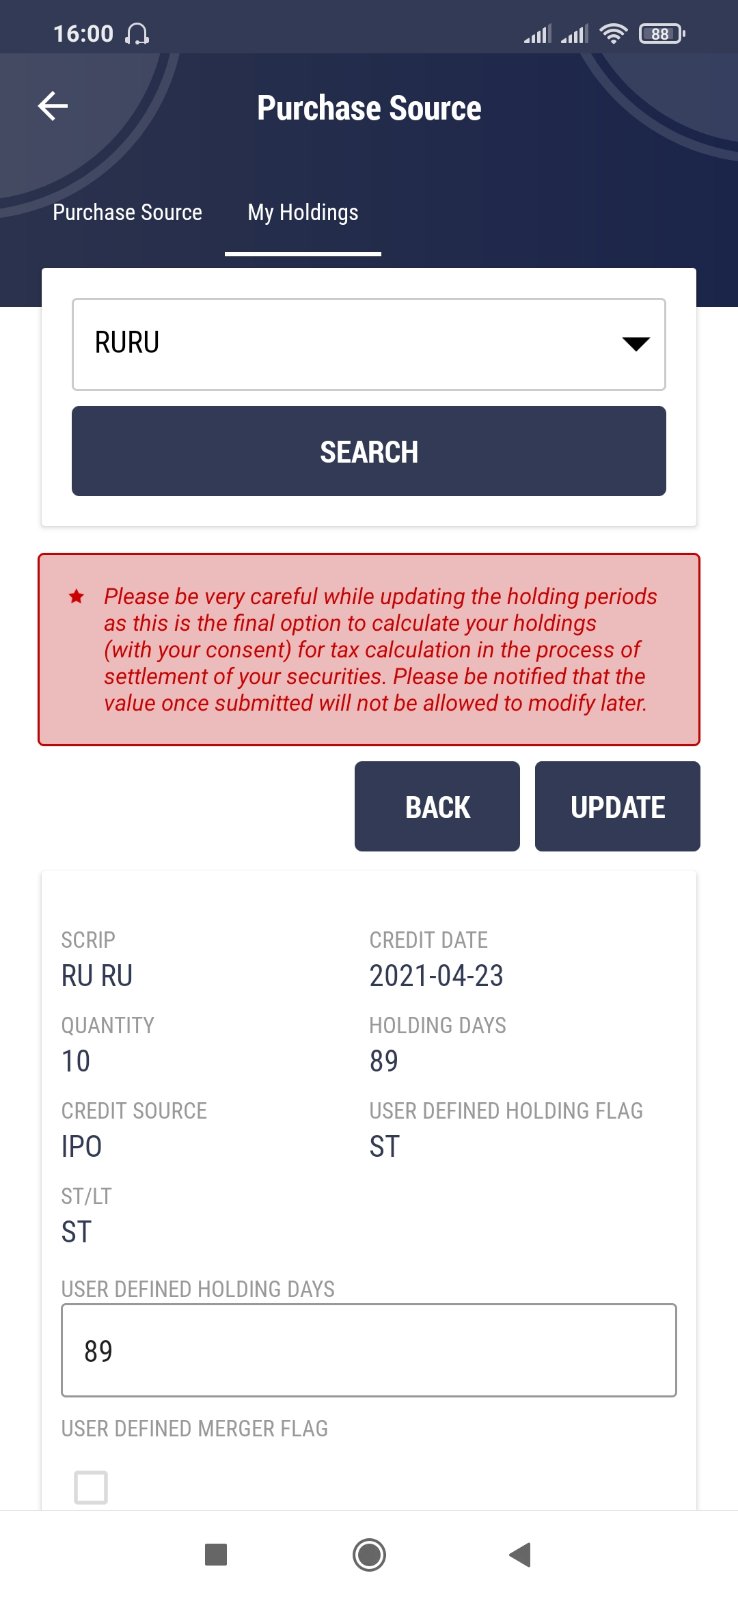 16:00
88
Purchase Source
Purchase Source My Holdings
RURU
SEARCH
★ Please be very careful while updating the holding periods
as this is the final option to calculate your holdings
(with your consent) for tax calculation in the process of
settlement of your securities. Please be notified that the
value once submitted will not be allowed to modify later.
BACK UPDATE
SCRIP CREDIT DATE
RU RU 2021-04-23
QUANTITY HOLDING DAYS
10 89
CREDIT SOURCE USER DEFINED HOLDING FLAG
IPO ST
ST/LT
ST
USER DEFINED HOLDING DAYS
89
USER DEFINED MERGER FLAG